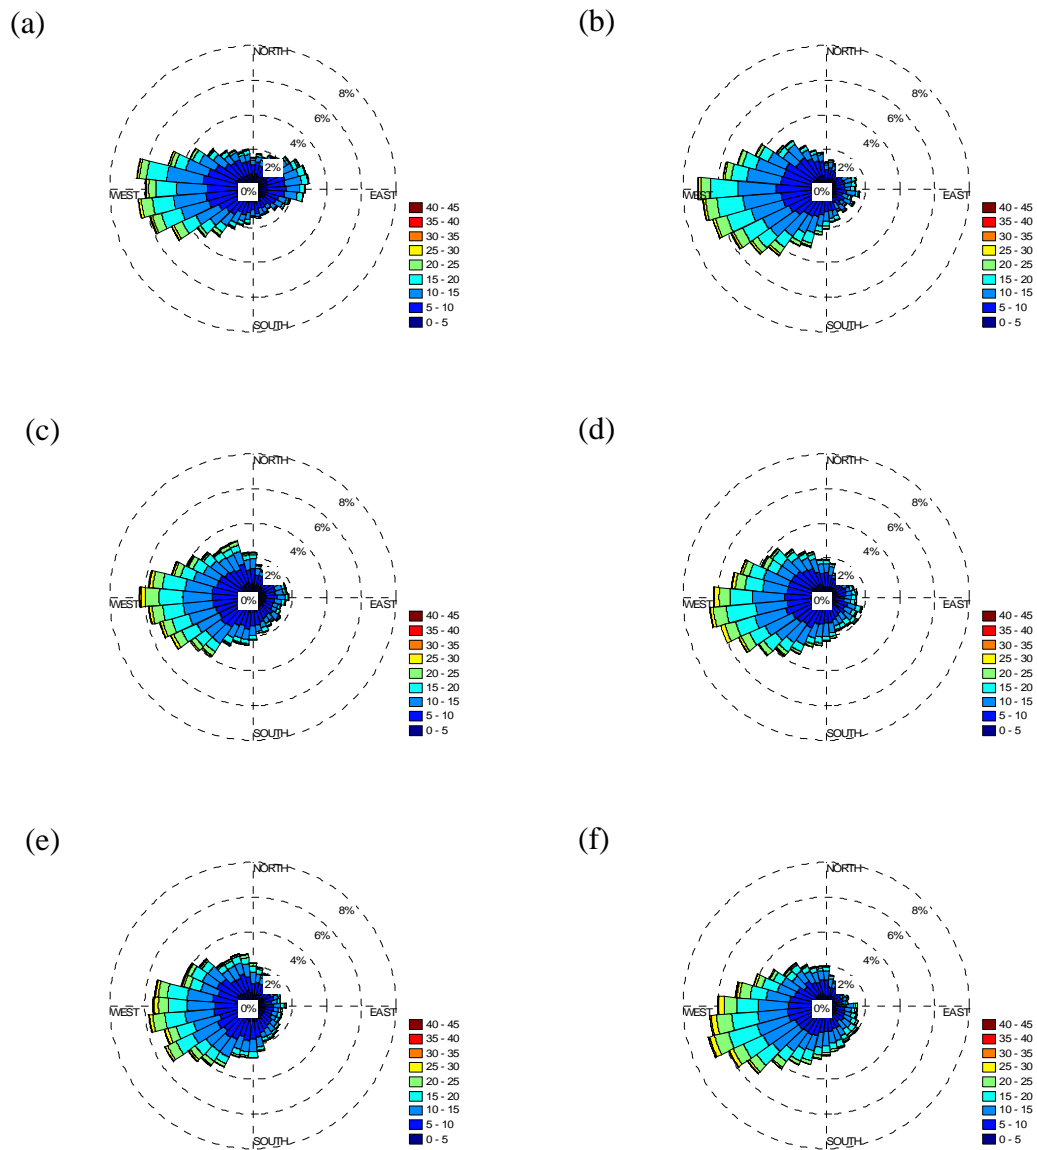 (a)
NORTH
8%
6%
4%
2%
0%
WEST
EAST
SOUTH
40 - 45
35 - 40
30 - 35
25 - 30
20 - 25
15 - 20
10 - 15
5 - 10
0 - 5
(b)
NORTH
8%
6%
4%
2%
0%
WEST
EAST
SOUTH
40 - 45
35 - 40
30 - 35
25 - 30
20 - 25
15 - 20
10 - 15
5 - 10
0 - 5
(c)
NORTH
8%
6%
4%
2%
0%
WEST
EAST
SOUTH
40 - 45
35 - 40
30 - 35
25 - 30
20 - 25
15 - 20
10 - 15
5 - 10
0 - 5
(d)
NORTH
8%
6%
4%
2%
0%
WEST
EAST
SOUTH
40 - 45
35 - 40
30 - 35
25 - 30
20 - 25
15 - 20
10 - 15
5 - 10
0 - 5
(e)
NORTH
8%
6%
4%
2%
0%
WEST
EAST
SOUTH
40 - 45
35 - 40
30 - 35
25 - 30
20 - 25
15 - 20
10 - 15
5 - 10
0 - 5
(f)
NORTH
8%
6%
4%
2%
0%
WEST
EAST
SOUTH
40 - 45
35 - 40
30 - 35
25 - 30
20 - 25
15 - 20
10 - 15
5 - 10
0 - 5